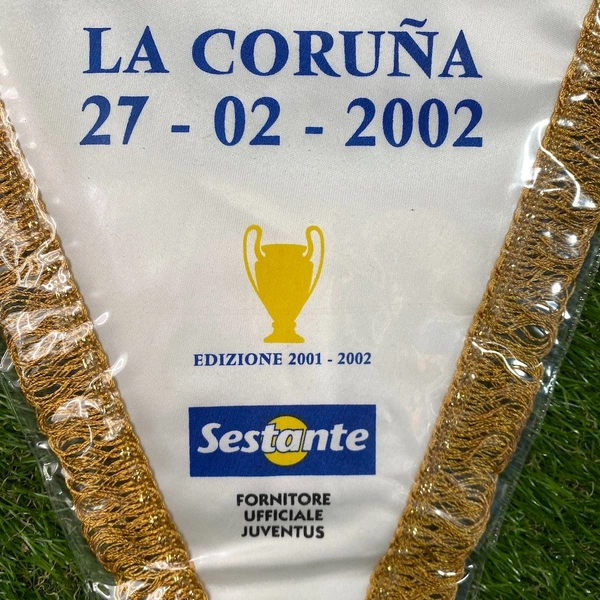 LA CORUÑA
27 - 02 - 2002
EDIZIONE 2001 - 2002
Sestante
FORNITORE
UFFICIALE
JUVENTUS